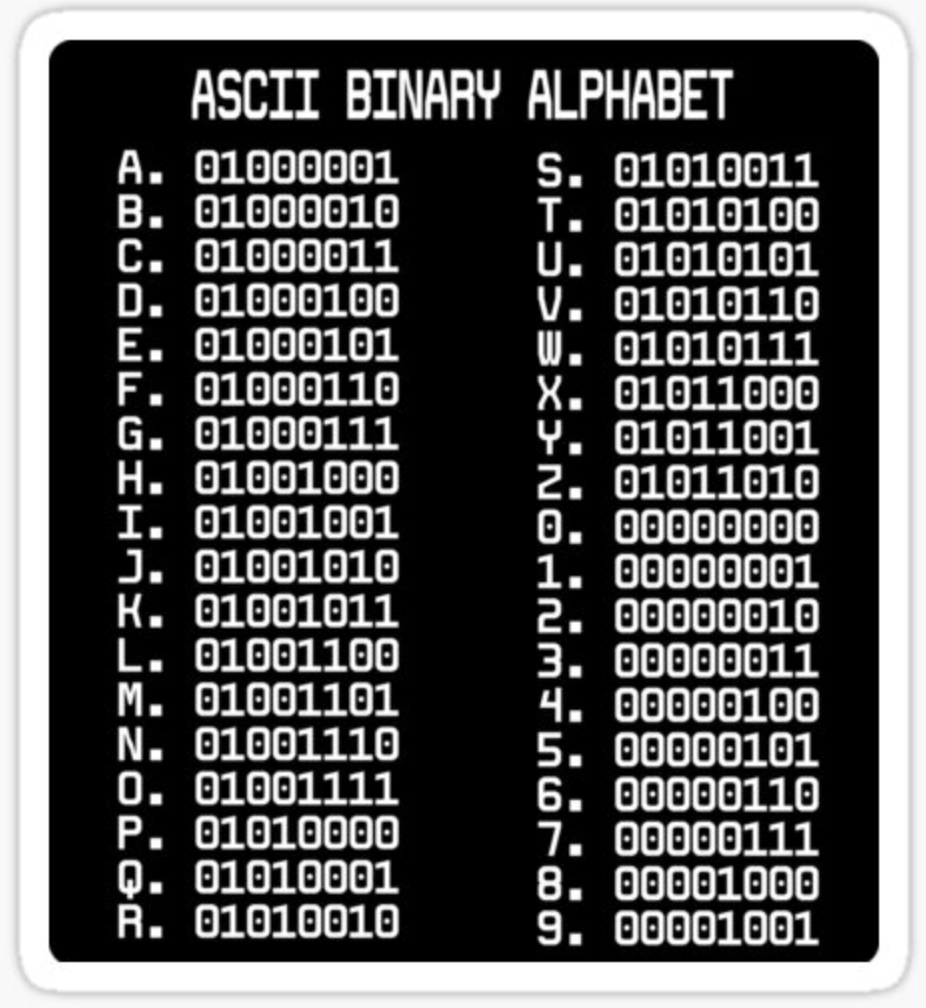 ASCII BINARY ALPHABET
A. 01000001
B. 01000010
C. 01000011
D. 01000100
E. 01000101
F. 01000110
G. 01000111
H. 01001000
I. 01001001
J. 01001010
K. 01001011
L. 01001100
M. 01001101
N. 01001110
O. 01001111
P. 01010000
Q. 01010001
R. 01010010
S. 01010011
T. 01010100
U. 01010101
V. 01010110
W. 01010111
X. 01011000
Y. 01011001
Z. 01011010
0. 00000000
1. 00000001
2. 00000010
3. 00000011
4. 00000100
5. 00000101
6. 00000110
7. 00000111
8. 00001000
9. 00001001